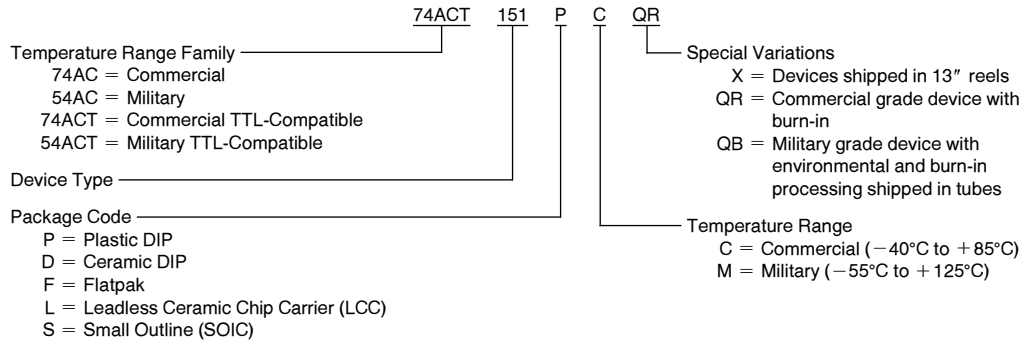 74ACT 151 P C QR
Temperature Range Family
74AC = Commercial
54AC = Military
74ACT = Commercial TTL-Compatible
54ACT = Military TTL-Compatible
Device Type
Package Code
P = Plastic DIP
D = Ceramic DIP
F = Flatpak
L = Leadless Ceramic Chip Carrier (LCC)
S = Small Outline (SOIC)
Special Variations
X = Devices shipped in 13″ reels
QR = Commercial grade device with
burn-in
QB = Military grade device with
environmental and burn-in
processing shipped in tubes
Temperature Range
C = Commercial (−40°C to +85°C)
M = Military (−55°C to +125°C)